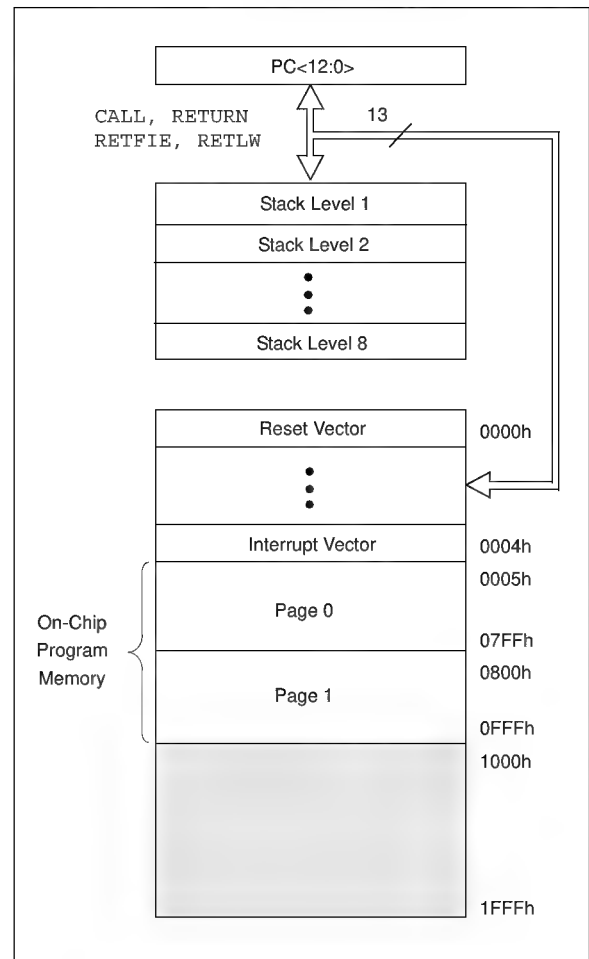 PC<12:0>
CALL, RETURN
RETFIE, RETLW
13
Stack Level 1
Stack Level 2
Stack Level 8
Reset Vector
0000h
Interrupt Vector
0004h
0005h
On-Chip
Program
Memory
Page 0
07FFh
0800h
Page 1
0FFFh
1000h
1FFFh